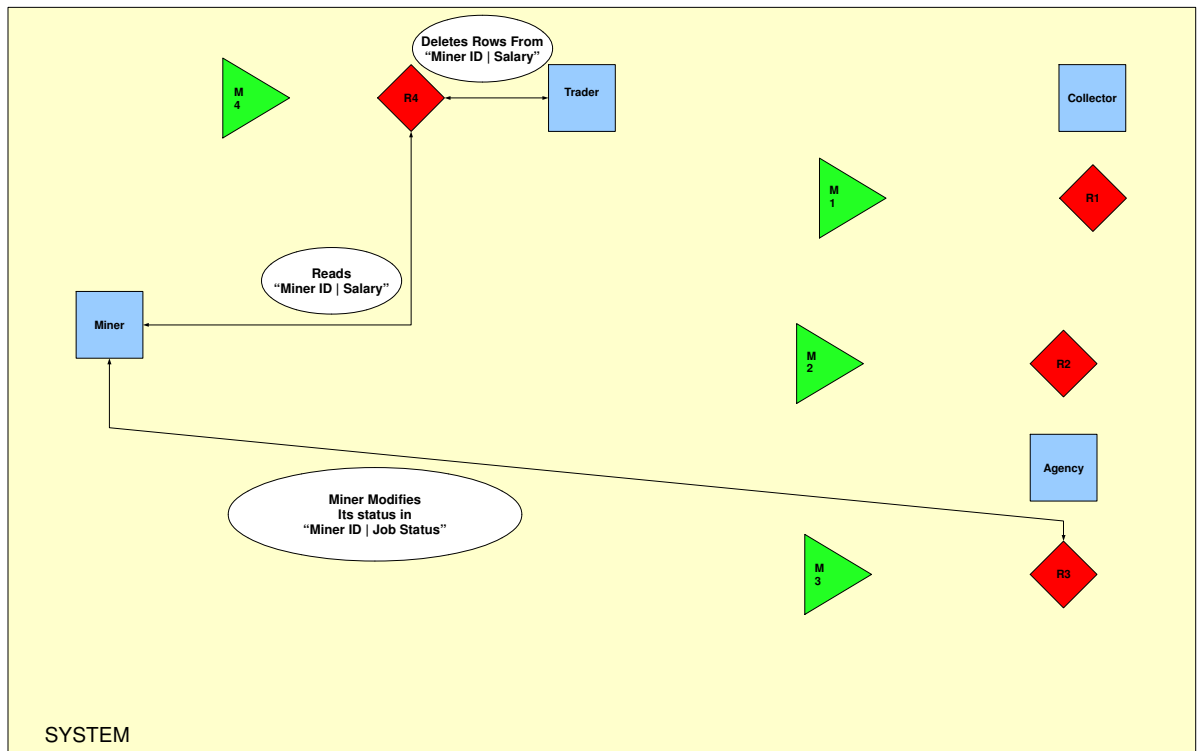 Deletes Rows From
“Miner ID | Salary”
M
4
R4
Trader
Collector
M
1
R1
Reads
“Miner ID | Salary”
Miner
M
2
R2
Agency
Miner Modifies
Its status in
“Miner ID | Job Status”
M
3
R3
SYSTEM